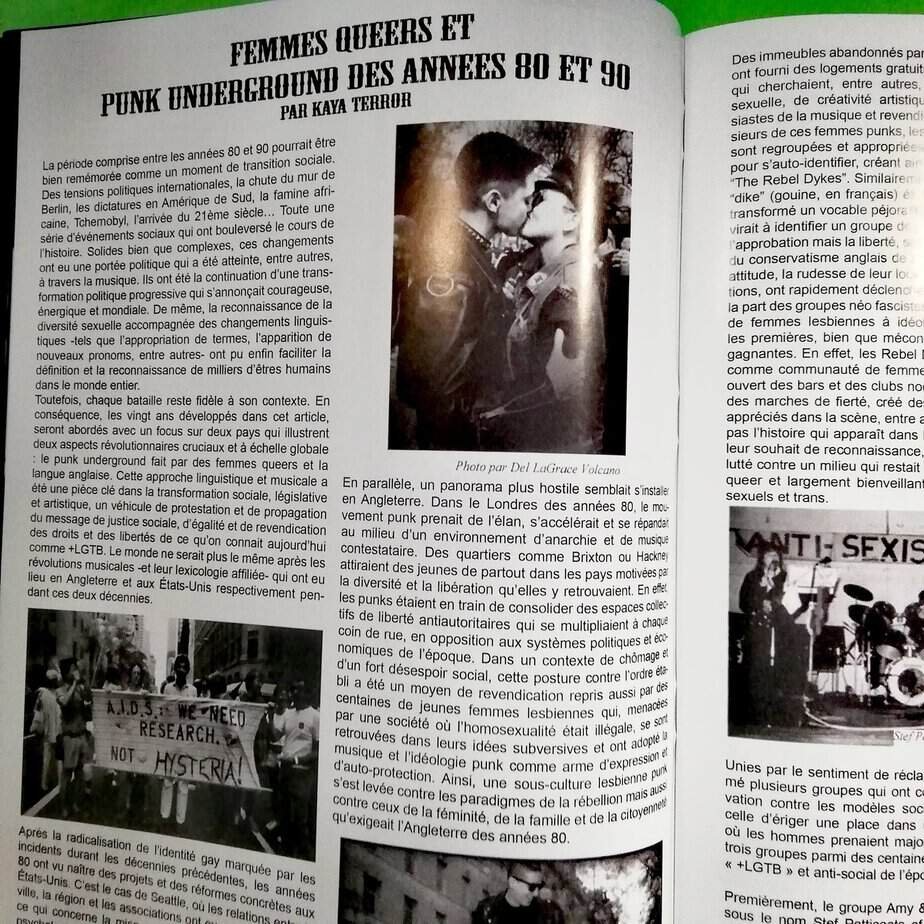 FEMMES QUEERS ET
PUNK UNDERGROUND DES ANNEES 80 ET 90
PAR KAYA TERROR
La période comprise entre les années 80 et 90 pourrait être
bien remémorée comme un moment de transition sociale.
Des tensions politiques internationales, la chute du mur de
Berlin, les dictatures en Amérique de Sud, la famine afri-
caine, Tchernobyl, l'arrivée du 21ème siècle... Toute une
série d'événements sociaux qui ont bouleversé le cours de
l'histoire. Solides bien que complexes, ces changements
ont eu une portée politique qui a été atteinte, entre autres,
à travers la musique. Ils ont été la continuation d'une trans-
formation politique progressive qui s'annonçait courageuse,
énergique et mondiale. De même, la reconnaissance de la
diversité sexuelle accompagnée des changements linguis-
tiques -tels que l'appropriation de termes, l'apparition de
nouveaux pronoms, entre autres- ont pu enfin faciliter la
définition et la reconnaissance de milliers d'êtres humains
dans le monde entier.
Toutefois, chaque bataille reste fidèle à son contexte. En
conséquence, les vingt ans développés dans cet article,
seront abordés avec un focus sur deux pays qui illustrent
deux aspects révolutionnaires cruciaux et à échelle globale
: le punk underground fait par des femmes queers et la
langue anglaise. Cette approche linguistique et musicale a
été une pièce clé dans la transformation sociale, législative
et artistique, un véhicule de protestation et de propagation
du message de justice sociale, d'égalité et de revendication
des droits et des libertés de ce qu'on connait aujourd'hui
comme +LGTB. Le monde ne serait plus le même après les
révolutions musicales -et leur lexicologie affiliée- qui ont eu
lieu en Angleterre et aux États-Unis respectivement pen-
dant ces deux décennies.
A.I.D.S.: WE NEED
RESEARCH.
NOT HYSTERIA!
Après la radicalisation de l'identité gay marquée par les
incidents durant les décennies précédentes, les années
80 ont vu naître des projets et des réformes concrètes aux
États-Unis. C'est le cas de Seattle, où les relations entre
ville, la région et les associations ont
ce qui concerne la
Photo par Del LaGrace Volcano
En parallèle, un panorama plus hostile semblait s'installer
en Angleterre. Dans le Londres des années 80, le mou-
vement punk prenait de l'élan, s'accélérait et se répandait
au milieu d'un environnement d'anarchie et de musique
contestataire. Des quartiers comme Brixton ou Hackney
attiraient des jeunes de partout dans les pays motivées par
la diversité et la libération qu'elles y retrouvaient. En effet,
les punks étaient en train de consolider des espaces collec-
tifs de liberté antiautoritaires qui se multipliaient à chaque
coin de rue, en opposition aux systèmes politiques et éco-
nomiques de l'époque. Dans un contexte de chômage et
d'un fort désespoir social, cette posture contre l'ordre éta-
bli a été un moyen de revendication repris aussi par des
centaines de jeunes femmes lesbiennes qui, menacées
par une société où l'homosexualité était illégale, se sont
retrouvées dans leurs idées subversives et ont adopté la
musique et l'idéologie punk comme arme d'expression et
d'auto-protection. Ainsi, une sous-culture lesbienne punk
s'est levée contre les paradigmes de la rébellion mais aussi
contre ceux de la féminité, de la famille et de la citoyenneté
qu'exigeait l'Angleterre des années 80.
Des immeubles abandonnés
ont fourni des logements
qui cherchaient, entre autres,
sexuelle, de créativité
siastes de la musique et
sieurs de ces femmes punks,
sont regroupées et
pour s'auto-identifier, créant
"The Rebel Dykes".
"dike" (gouine, en français)
transformé un vocable
virait à identifier un groupe
l'approbation mais la liberté,
du conservatisme anglais de
attitude, la rudesse de leur
tions, ont rapidement
la part des groupes néo
de femmes lesbiennes à
les premières, bien que
gagnantes. En effet, les Rebel
comme communauté de
ouvert des bars et des clubs
des marches de fierté, créé
appréciés dans la scène, entre
pas l'histoire qui apparaît dans
leur souhait de reconnaissance,
lutté contre un milieu qui restait
queer et largement
sexuels et trans.
ANTI-SEXIS
Stef
Unies par le sentiment de
mé plusieurs groupes qui ont
vation contre les modèles
celle d'ériger une place dans
où les hommes prenaient
trois groupes parmi des
« +LGTB » et anti-social de
Premièrement, le groupe Amy
sous le nom Stef